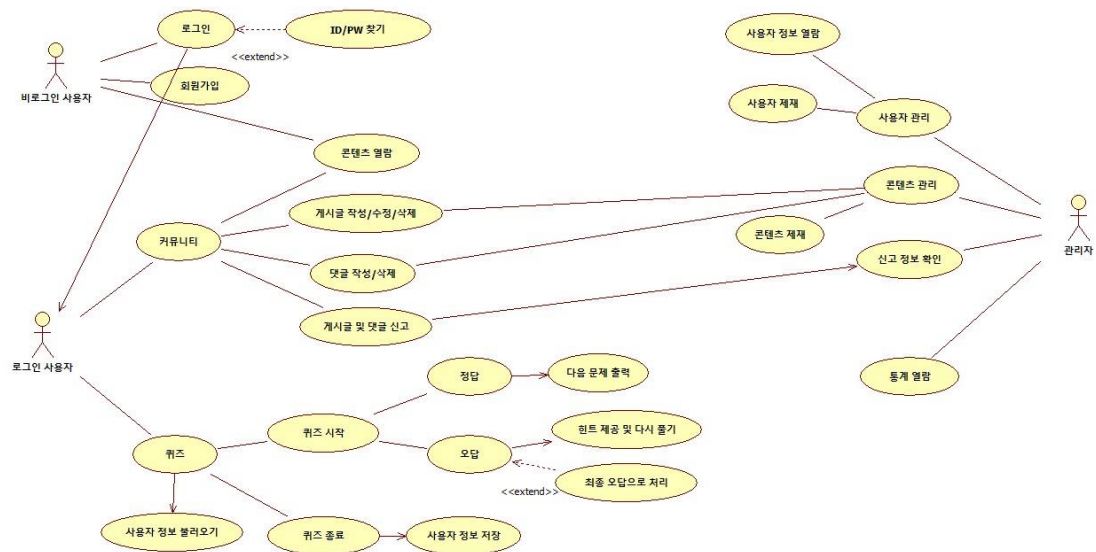 로그인
ID/PW 찾기
<<extend>>
회원가입
비로그인 사용자
콘텐츠 열람
게시글 작성/수정/삭제
커뮤니티
댓글 작성/삭제
게시글 및 댓글 신고
로그인 사용자
사용자 정보 열람
사용자 제재
사용자 관리
콘텐츠 관리
콘텐츠 제재
신고 정보 확인
관리자
통계 열람
정답
다음 문제 출력
퀴즈 시작
힌트 제공 및 다시 풀기
오답
퀴즈
최종 오답으로 처리
<<extend>>
사용자 정보 불러오기
퀴즈 종료
사용자 정보 저장